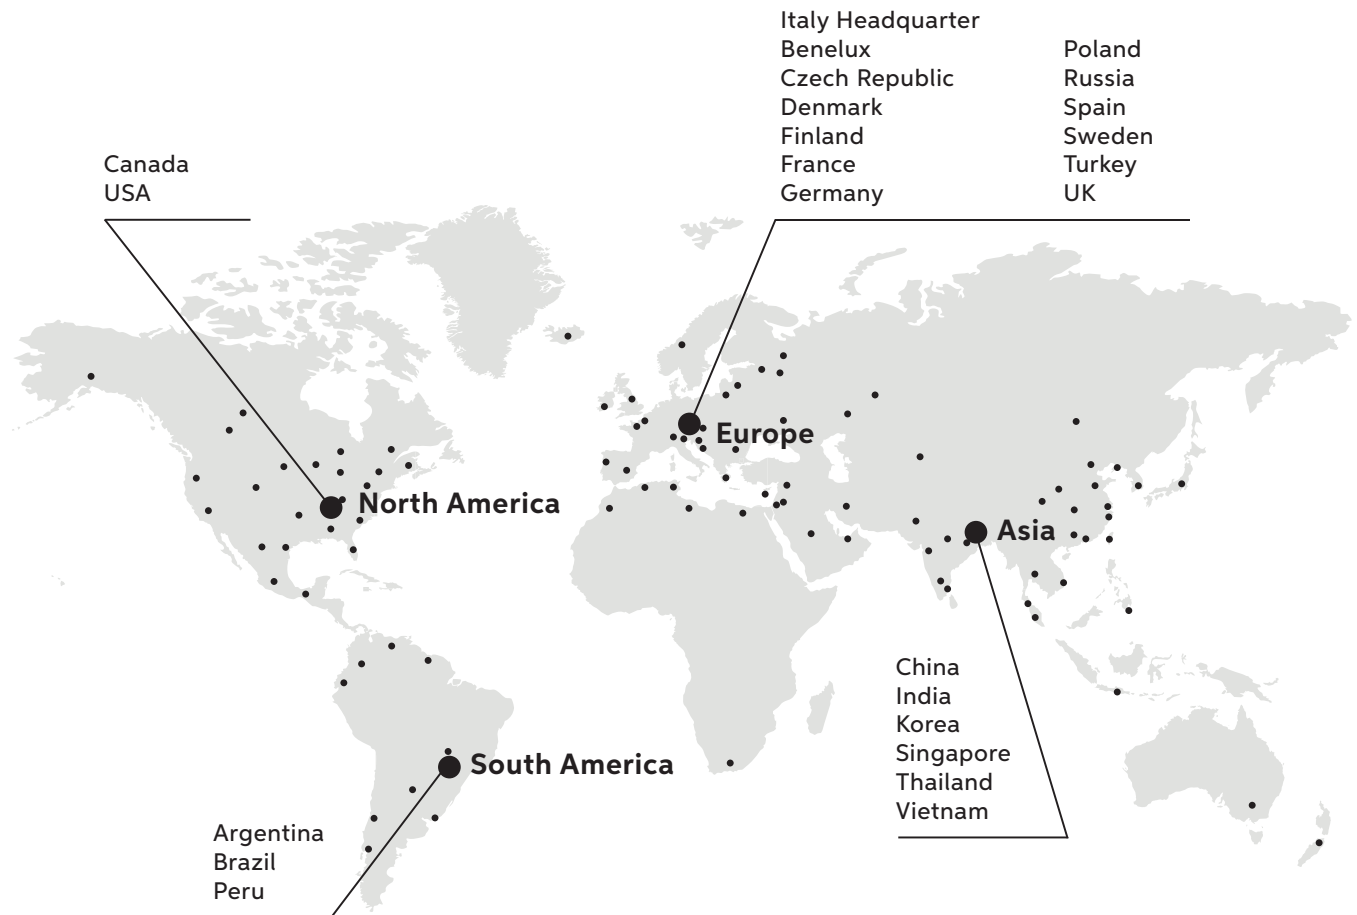 Italy Headquarter
Benelux
Czech Republic
Denmark
Finland
France
Germany
Poland
Russia
Spain
Sweden
Turkey
UK
Canada
USA
Europe
North America
Asia
China
India
Korea
Singapore
Thailand
Vietnam
South America
Argentina
Brazil
Peru